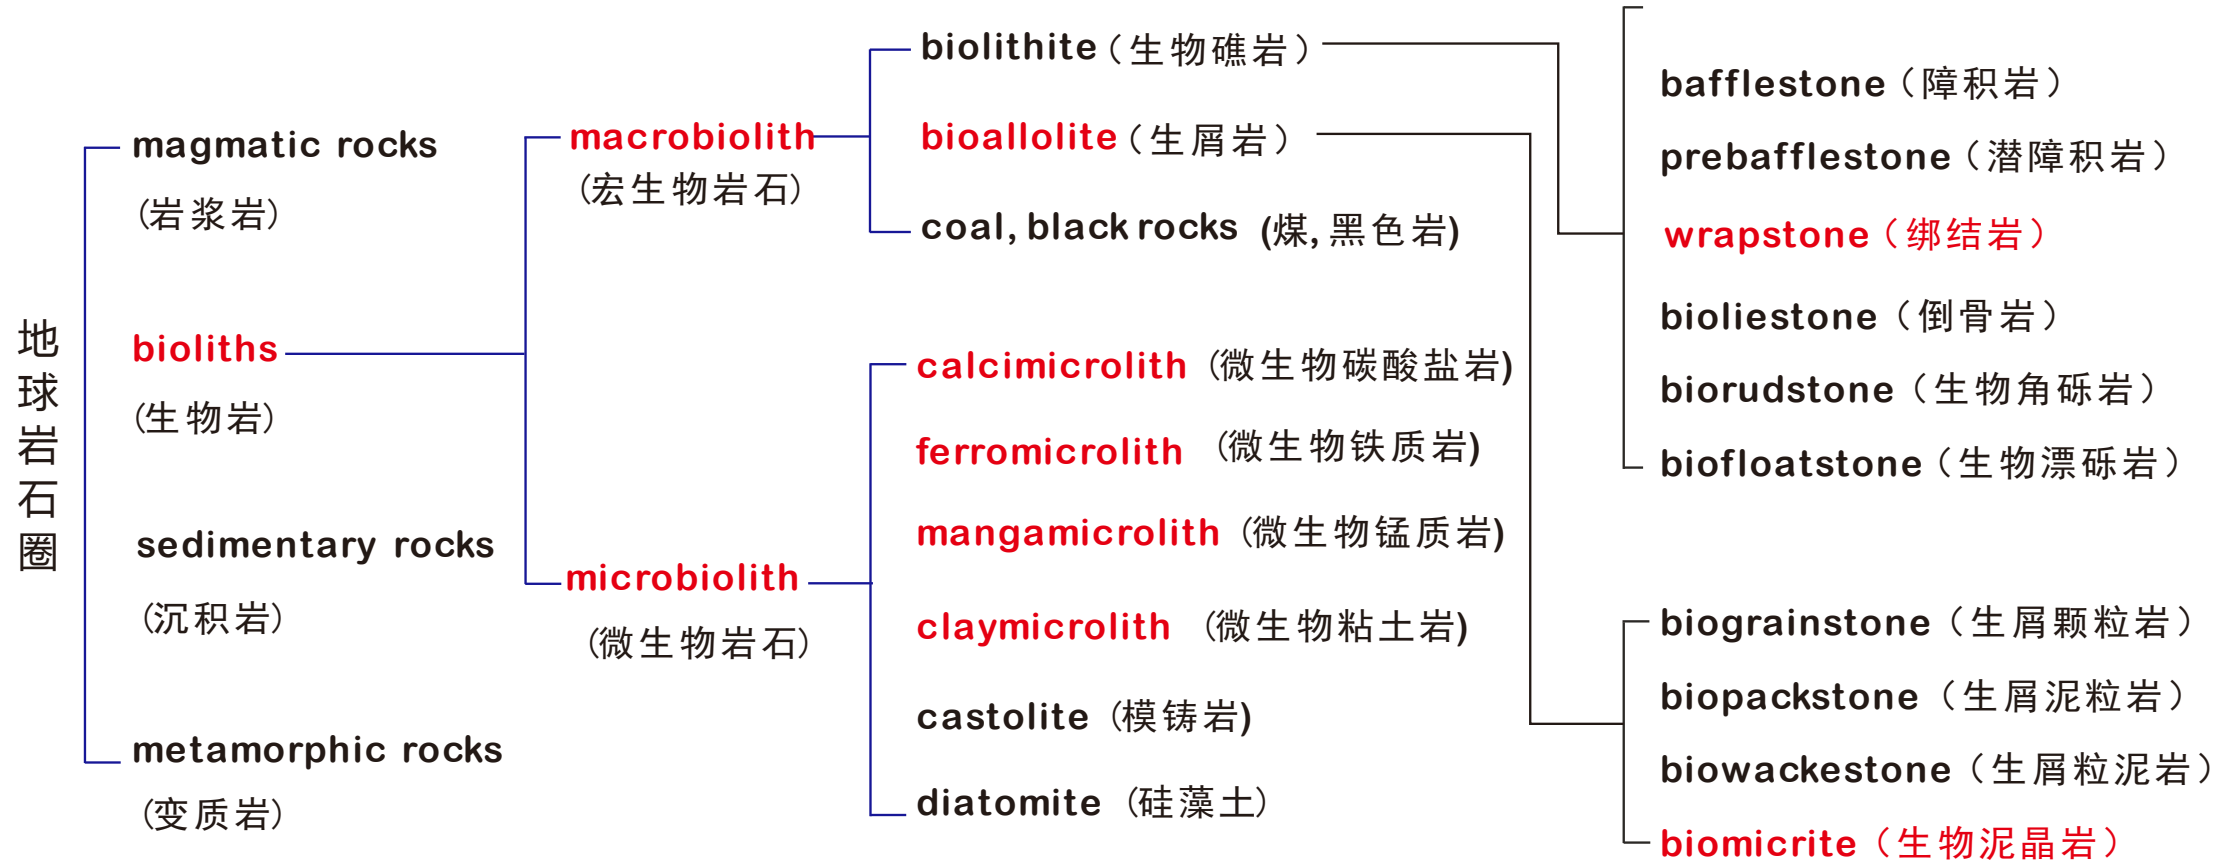 地球岩石圈
magmatic rocks
(岩浆岩)
bioliths
(生物岩)
sedimentary rocks
(沉积岩)
metamorphic rocks
(变质岩)
macrobiolith
(宏生物岩石)
microbiolith
(微生物岩石)
biolithite（生物礁岩）
bioallolite（生屑岩）
coal, black rocks (煤, 黑色岩)
calcimicrolith (微生物碳酸盐岩)
ferromicrolith (微生物铁质岩)
mangamicrolith (微生物锰质岩)
claymicrolith (微生物粘土岩)
castolite (模铸岩)
diatomite (硅藻土)
bafflestone（障积岩）
prebafflestone（潜障积岩）
wrapstone（绑结岩）
bioliestone（倒骨岩）
biorudstone（生物角砾岩）
biofloatstone（生物漂砾岩）
biograinstone（生屑颗粒岩）
biopackstone（生屑泥粒岩）
biowackestone（生屑粒泥岩）
biomicrite（生物泥晶岩）